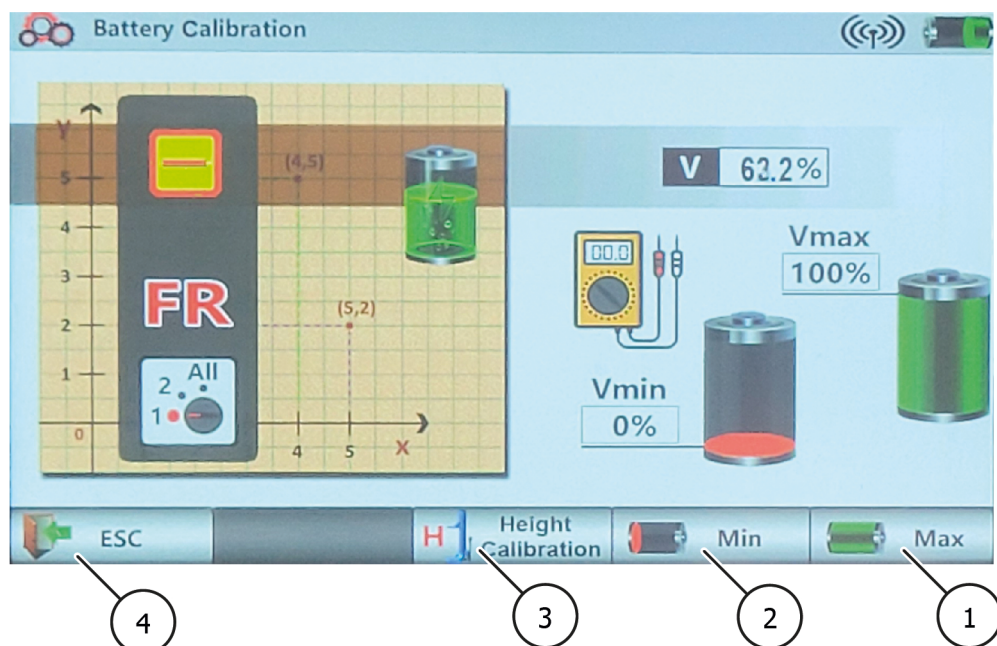 Battery Calibration
Y
(4,5)
5
4
3
(5,2)
2
1
0
4
5
X
FR
All
2
1
V 63.2%
00.0
Vmax
100%
Vmin
0%
ESC
H
Height
Calibration
Min
Max
4
3
2
1